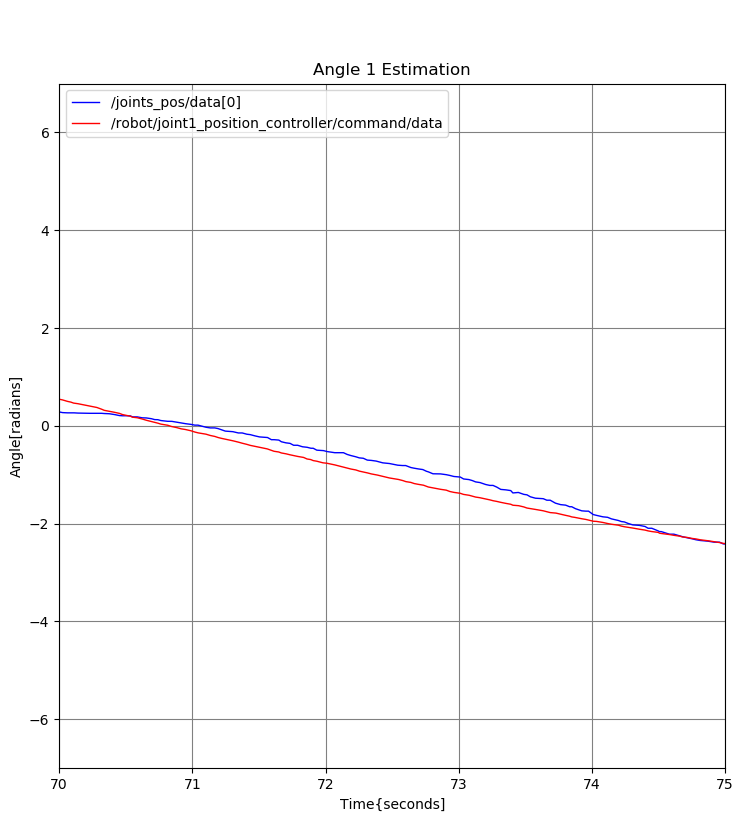 Angle 1 Estimation
/joints_pos/data[0]
/robot/joint1_position_controller/command/data
6
4
2
0
−2
−4
−6
Angle[radians]
70 71 72 73 74 75
Time{seconds]